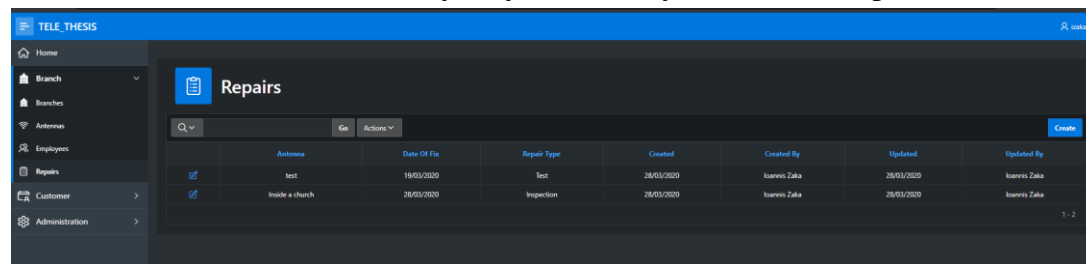 TELE_THESIS
izaka
Home
Branch
Branches
Antennas
Employees
Repairs
Customer
Administration
Repairs
Go Actions Create
Antenna Date Of Fix Repair Type Created Created By Updated Updated By
test 19/03/2020 Test 28/03/2020 Ioannis Zaka 28/03/2020 Ioannis Zaka
Inside a church 28/03/2020 Inspection 28/03/2020 Ioannis Zaka 28/03/2020 Ioannis Zaka
1 - 2